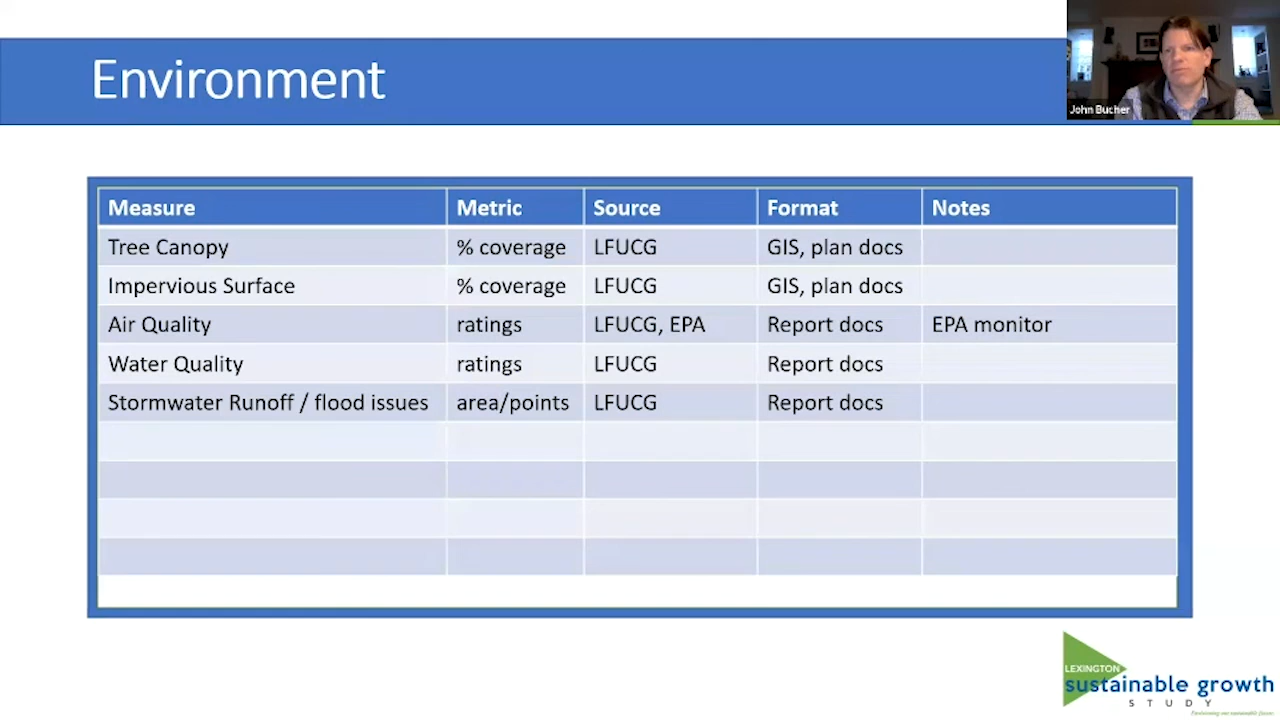 Environment
John Bucher
Measure Metric Source Format Notes
Tree Canopy % coverage LFUCG GIS, plan docs
Impervious Surface % coverage LFUCG GIS, plan docs
Air Quality ratings LFUCG, EPA Report docs EPA monitor
Water Quality ratings LFUCG Report docs
Stormwater Runoff / flood issues area/points LFUCG Report docs
LEXINGTON
sustainable growth
STUDY